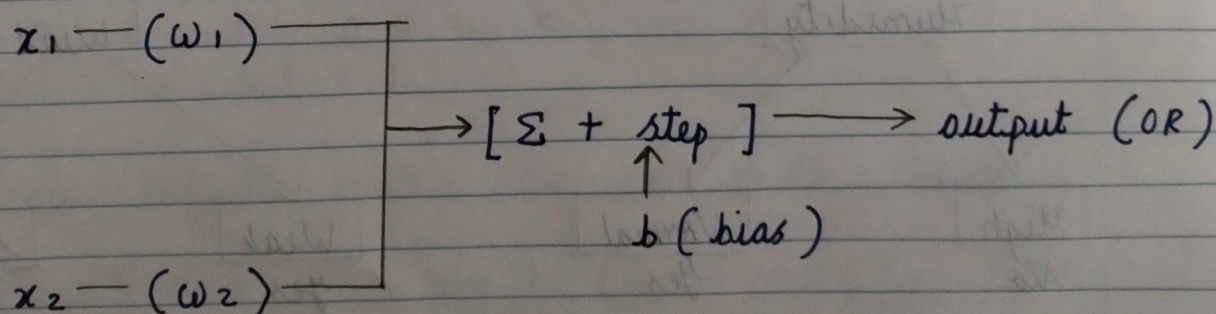 x₁ — (ω₁)
→ [ Σ + step ] → output (OR)
↑
b ( bias )
x₂ — (ω₂)